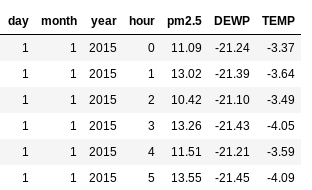 day month year hour pm2.5 DEWP TEMP
1 1 2015 0 11.09 -21.24 -3.37
1 1 2015 1 13.02 -21.39 -3.64
1 1 2015 2 10.42 -21.10 -3.49
1 1 2015 3 13.26 -21.43 -4.05
1 1 2015 4 11.51 -21.21 -3.59
1 1 2015 5 13.55 -21.45 -4.09